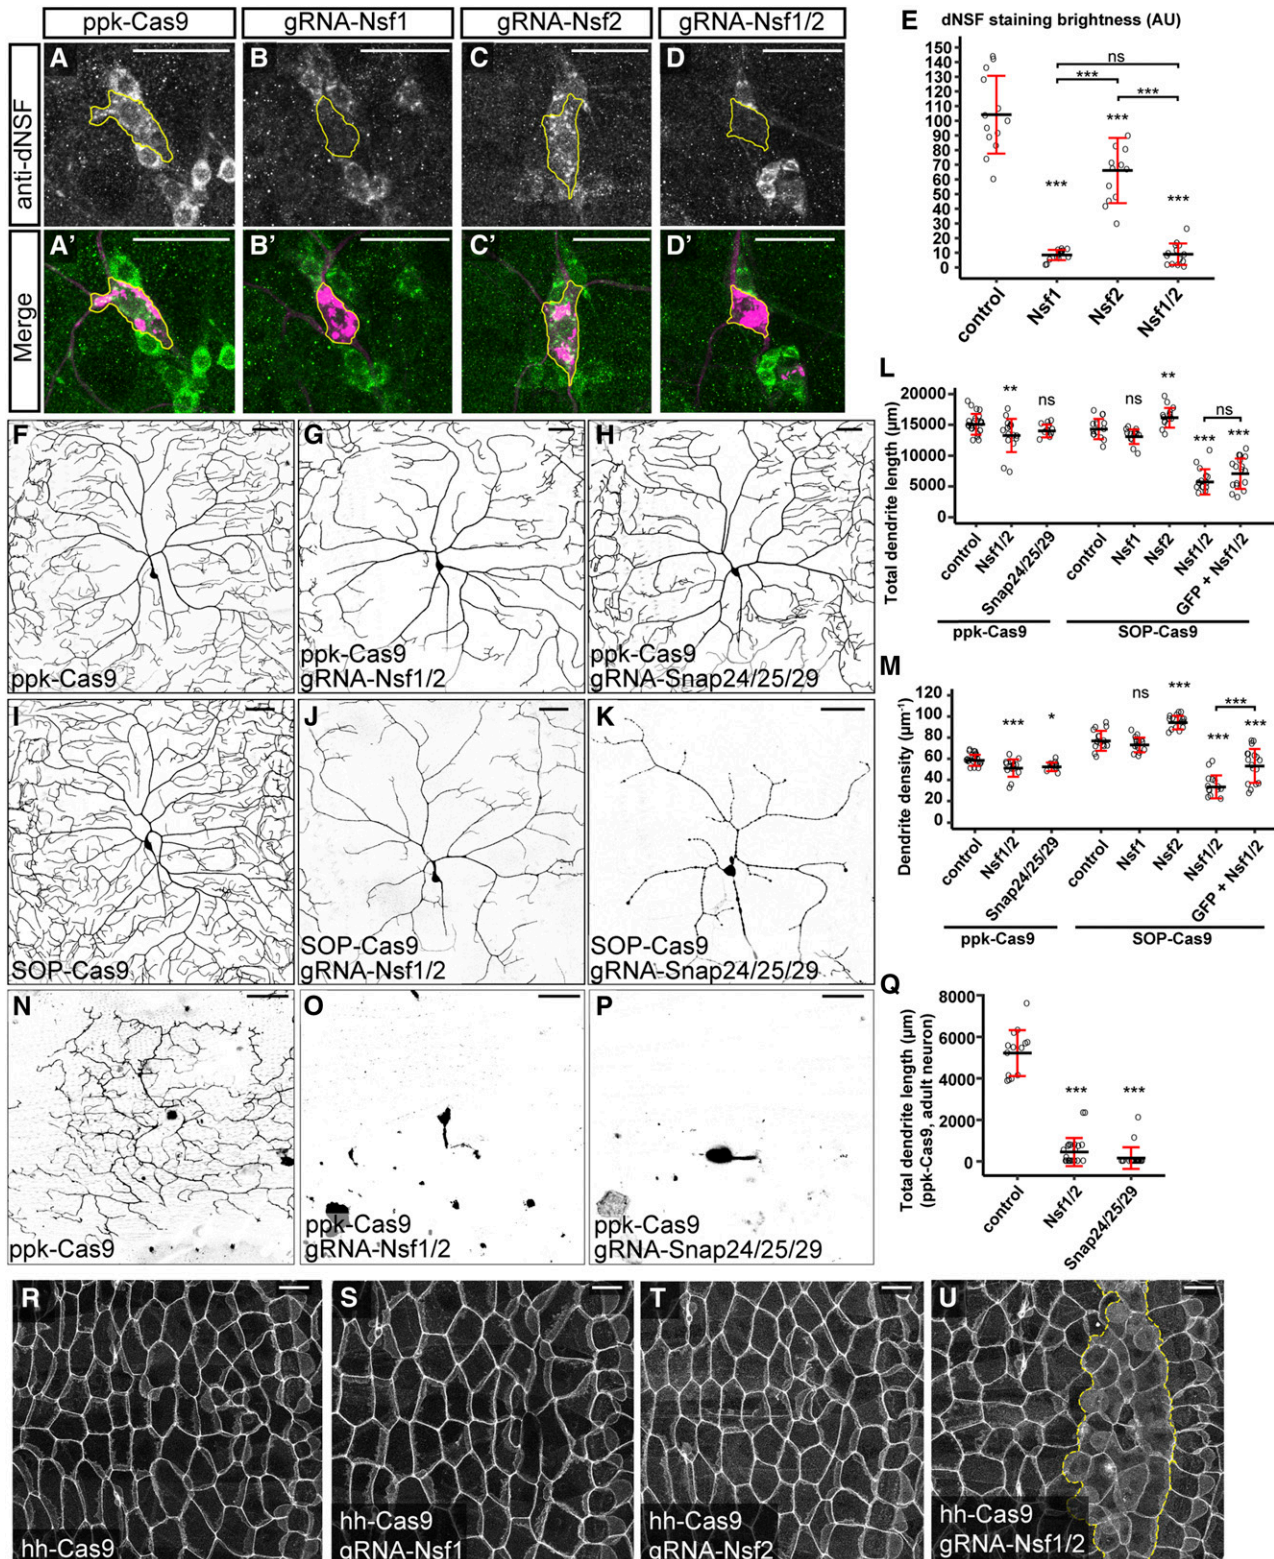 ppk-Cas9
gRNA-Nsf1
gRNA-Nsf2
gRNA-Nsf1/2
anti-dNSF
A
B
C
D
Merge
A'
B'
C'
D'
E
dNSF staining brightness (AU)
150
140
130
120
110
100
90
80
70
60
50
40
30
20
10
0
ns
***
***
***
***
***
control
Nsf1
Nsf2
Nsf1/2
F
ppk-Cas9
G
ppk-Cas9
gRNA-Nsf1/2
H
ppk-Cas9
gRNA-Snap24/25/29
I
SOP-Cas9
J
SOP-Cas9
gRNA-Nsf1/2
K
SOP-Cas9
gRNA-Snap24/25/29
L
Total dendrite length (µm)
20000
15000
10000
5000
0
**
ns
ns
**
***
ns
***
control
Nsf1/2
Snap24/25/29
control
Nsf1
Nsf2
Nsf1/2
GFP + Nsf1/2
ppk-Cas9
SOP-Cas9
M
Dendrite density (µm⁻¹)
120
100
80
60
40
20
0
***
*
ns
***
***
***
***
control
Nsf1/2
Snap24/25/29
control
Nsf1
Nsf2
Nsf1/2
GFP + Nsf1/2
ppk-Cas9
SOP-Cas9
N
ppk-Cas9
O
ppk-Cas9
gRNA-Nsf1/2
P
ppk-Cas9
gRNA-Snap24/25/29
Q
Total dendrite length (µm)
(ppk-Cas9, adult neuron)
8000
6000
4000
2000
0
***
***
control
Nsf1/2
Snap24/25/29
R
hh-Cas9
S
hh-Cas9
gRNA-Nsf1
T
hh-Cas9
gRNA-Nsf2
U
hh-Cas9
gRNA-Nsf1/2